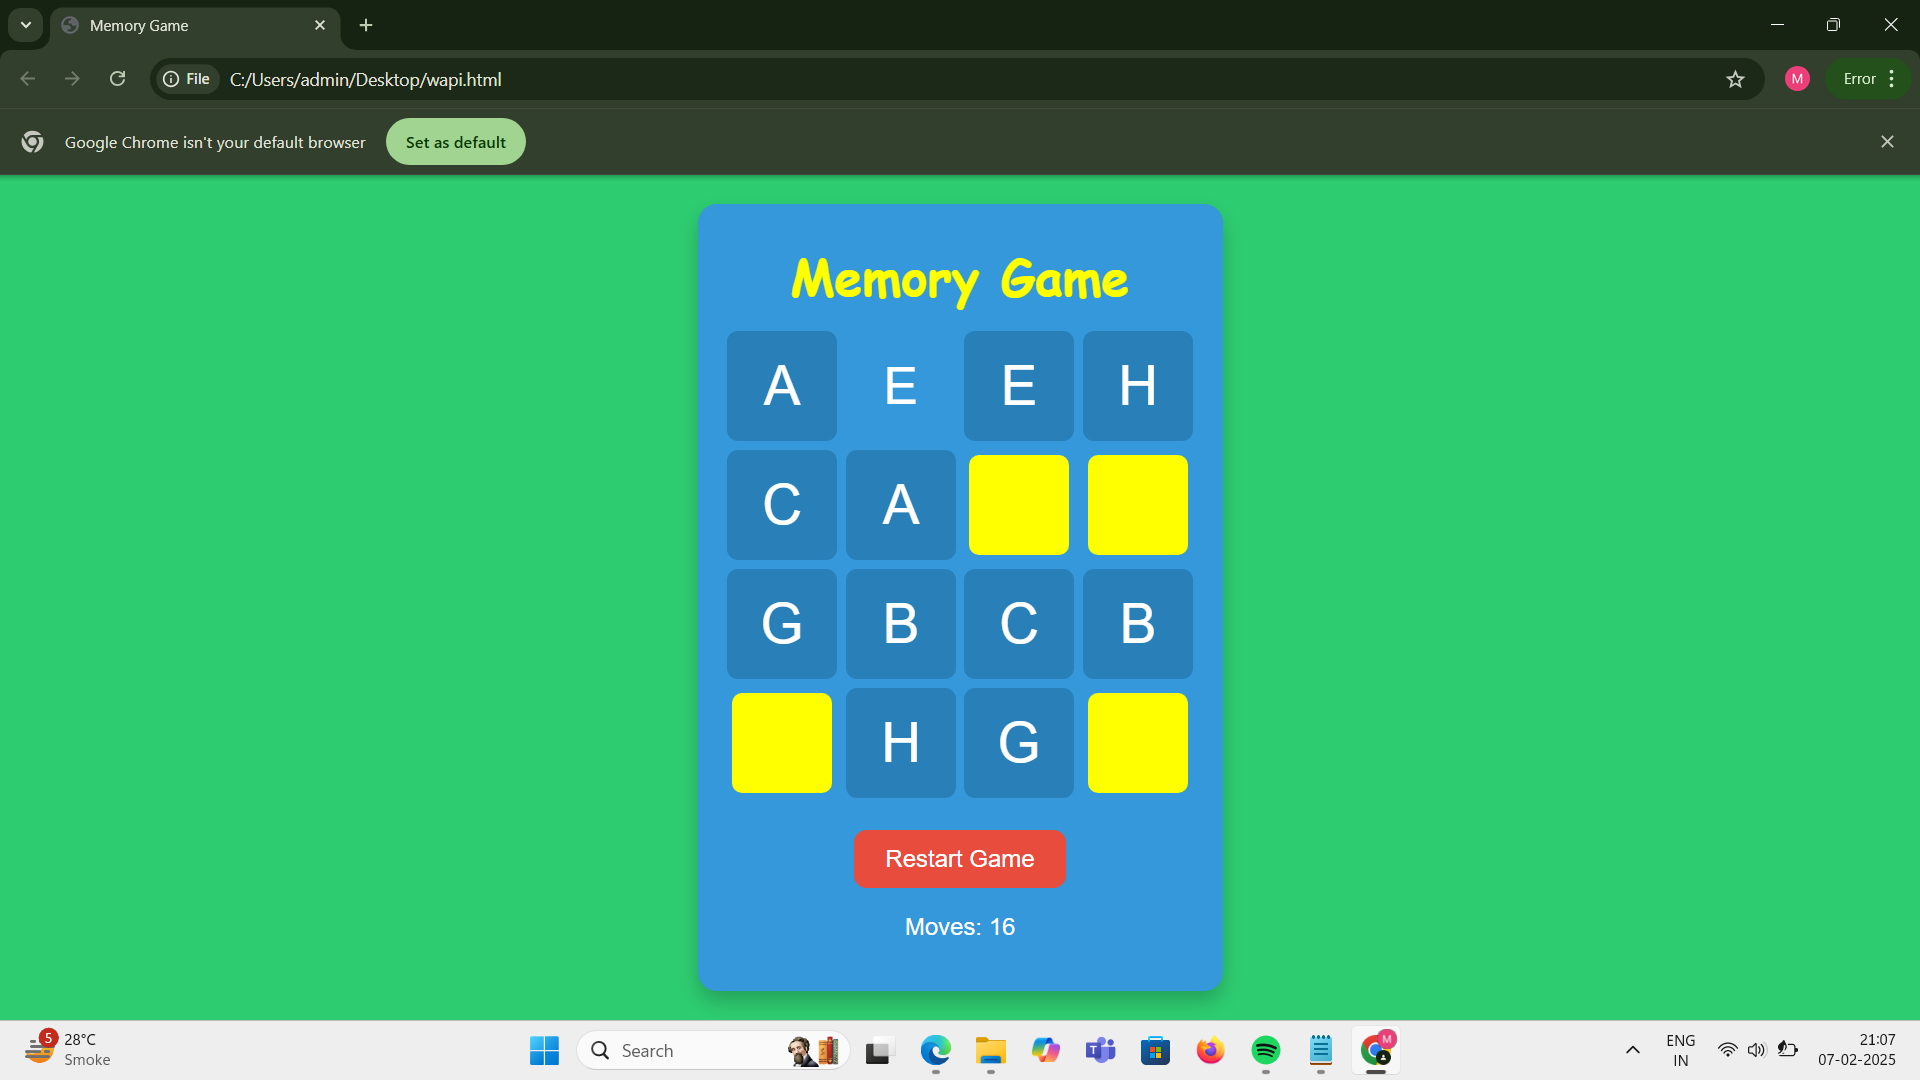 Memory Game
File C:/Users/admin/Desktop/wapi.html
M
Error
Google Chrome isn't your default browser
Set as default
Memory Game
A E E H
C A
G B C B
H G
Restart Game
Moves: 16
5
28°C
Smoke
Search
M
ENG
IN
21:07
07-02-2025